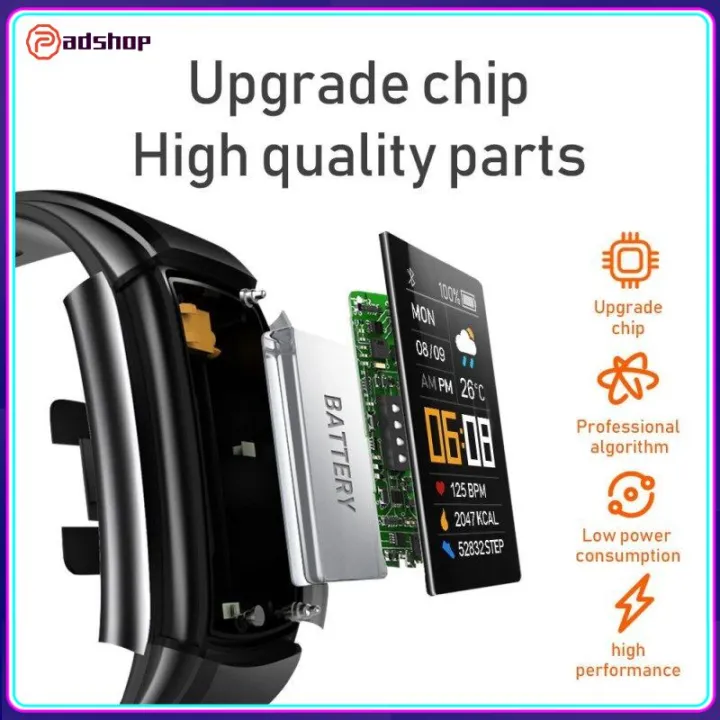 Padshop
Upgrade chip
High quality parts
100%
MON
08/09
AM PM 26°C
06:08
125 BPM
2047 KCAL
52832 STEP
BATTERY
Upgrade
chip
Professional
algorithm
Low power
consumption
high
performance